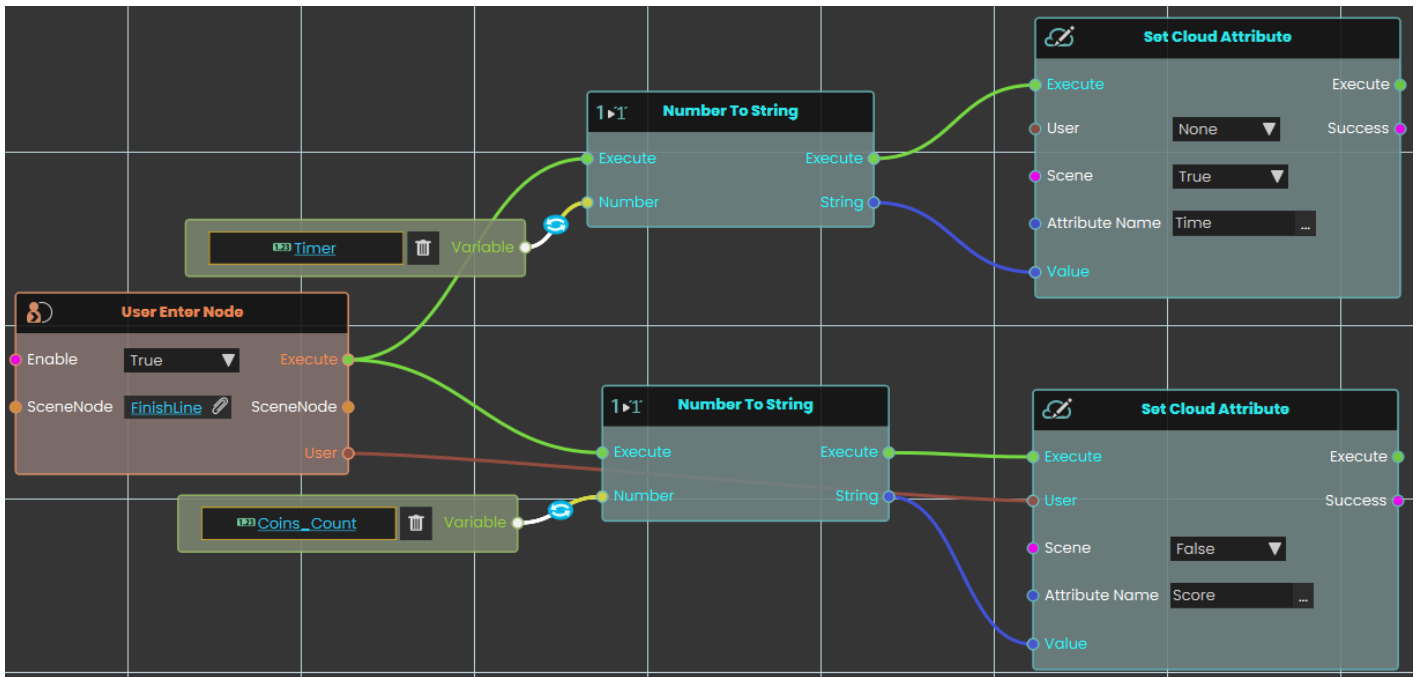 Set Cloud Attribute
Execute Execute
User None Success
Scene True
Attribute Name Time ...
Value
Number To String
Execute Execute
Number String
Timer Variable
User Enter Node
Enable True Execute
SceneNode FinishLine SceneNode
User
Number To String
Execute Execute
Number String
Coins_Count Variable
Set Cloud Attribute
Execute Execute
User Success
Scene False
Attribute Name Score ...
Value